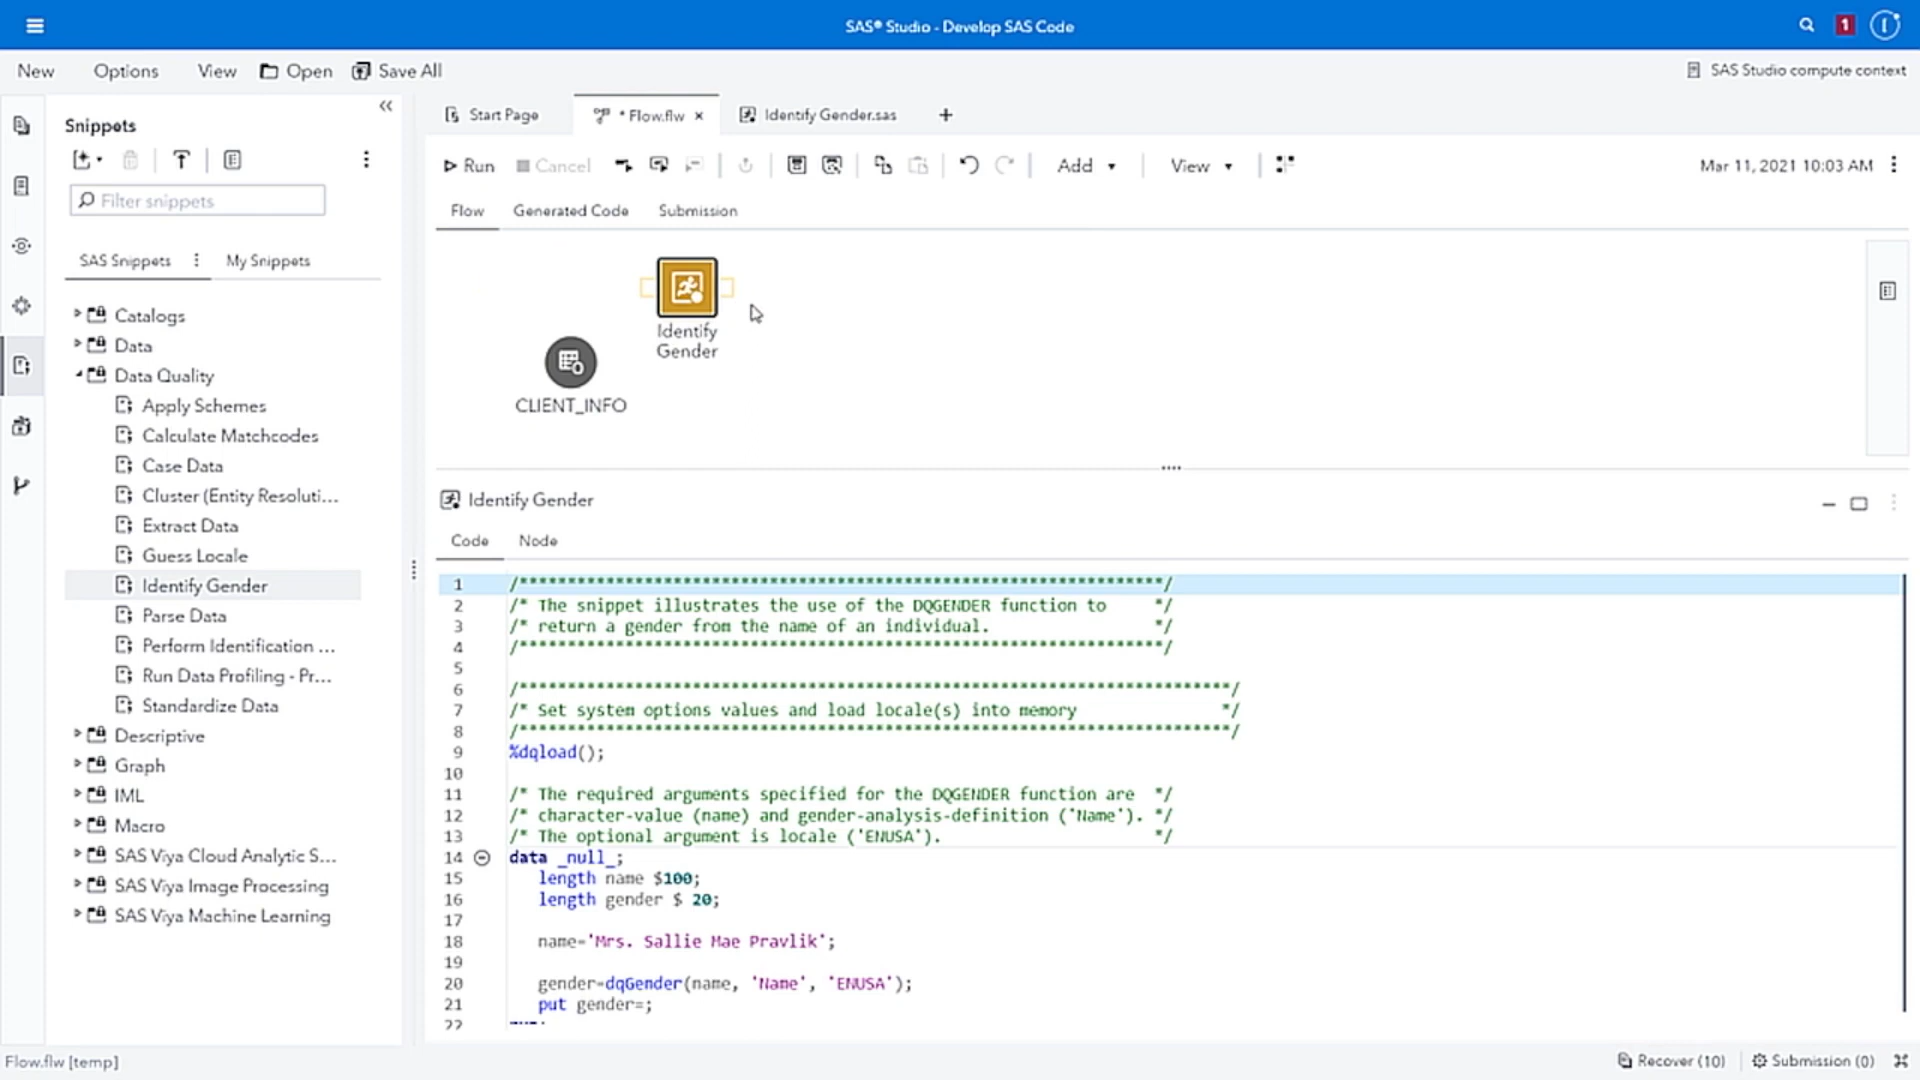 SAS® Studio - Develop SAS Code
1
New
Options
View
Open
Save All
SAS Studio compute context
Snippets
Filter snippets
SAS Snippets
My Snippets
Catalogs
Data
Data Quality
Apply Schemes
Calculate Matchcodes
Case Data
Cluster (Entity Resoluti...
Extract Data
Guess Locale
Identify Gender
Parse Data
Perform Identification ...
Run Data Profiling - Pr...
Standardize Data
Descriptive
Graph
IML
Macro
SAS Viya Cloud Analytic S...
SAS Viya Image Processing
SAS Viya Machine Learning
Start Page
* Flow.flw
Identify Gender.sas
Run
Cancel
Add
View
Mar 11, 2021 10:03 AM
Flow
Generated Code
Submission
Identify
Gender
CLIENT_INFO
Identify Gender
Code
Node
1 /*******************************************************************/
2 /* The snippet illustrates the use of the DQGENDER function to */
3 /* return a gender from the name of an individual. */
4 /*******************************************************************/
5
6 /**************************************************************************/
7 /* Set system options values and load locale(s) into memory */
8 /**************************************************************************/
9 %dqload();
10
11 /* The required arguments specified for the DQGENDER function are */
12 /* character-value (name) and gender-analysis-definition ('Name'). */
13 /* The optional argument is locale ('ENUSA'). */
14 data _null_;
15 length name $100;
16 length gender $ 20;
17
18 name='Mrs. Sallie Mae Pravlik';
19
20 gender=dqGender(name, 'Name', 'ENUSA');
21 put gender=;
22
Flow.flw [temp]
Recover (10)
Submission (0)